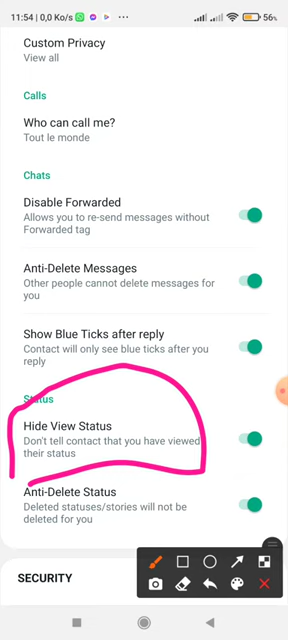 11:54 | 0,0 Ko/s
56%
Custom Privacy
View all
Calls
Who can call me?
Tout le monde
Chats
Disable Forwarded
Allows you to re-send messages without
Forwarded tag
Anti-Delete Messages
Other people cannot delete messages for
you
Show Blue Ticks after reply
Contact will only see blue ticks after you
reply
Status
Hide View Status
Don't tell contact that you have viewed
their status
Anti-Delete Status
Deleted statuses/stories will not be
deleted for you
SECURITY